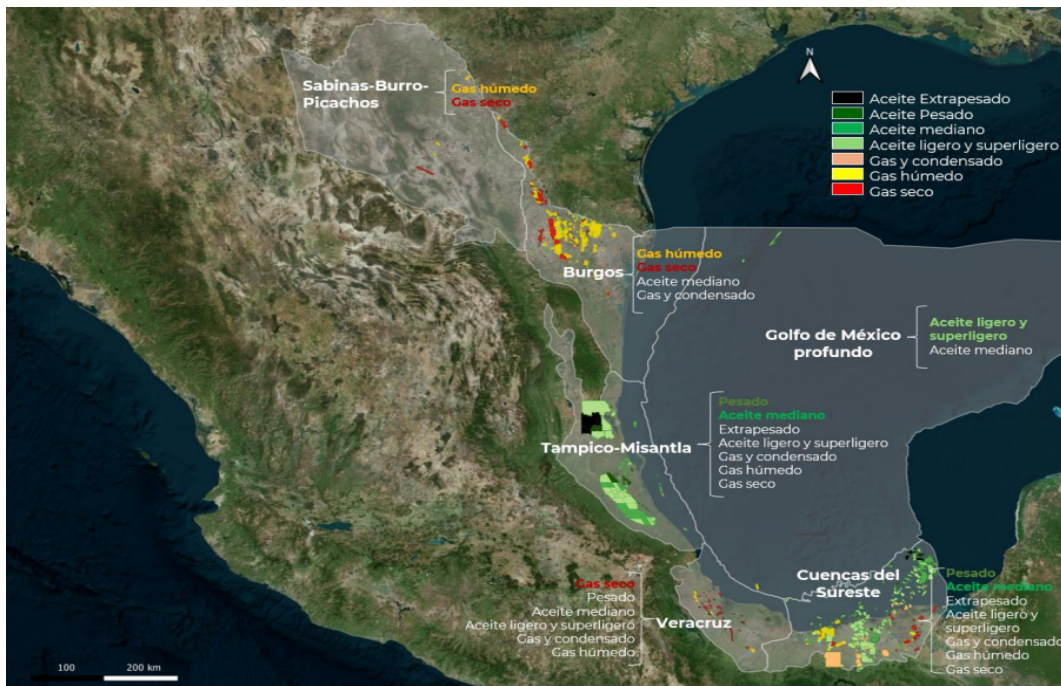 N
Aceite Extrapesado
Aceite Pesado
Aceite mediano
Aceite ligero y superligero
Gas y condensado
Gas húmedo
Gas seco
Sabinas-Burro-
Picachos
Gas húmedo
Gas seco
Burgos
Gas húmedo
Gas seco
Aceite mediano
Gas y condensado
Golfo de México
profundo
Aceite ligero y
superligero
Aceite mediano
Tampico-Misantla
Pesado
Aceite mediano
Extrapesado
Aceite ligero y superligero
Gas y condensado
Gas húmedo
Gas seco
Gas seco
Pesado
Aceite mediano
Aceite ligero y superligero
Gas y condensado
Gas húmedo
Veracruz
Cuencas del
Sureste
Pesado
Aceite mediano
Extrapesado
Aceite ligero y
superligero
Gas y condensado
Gas húmedo
Gas seco
100 200 km